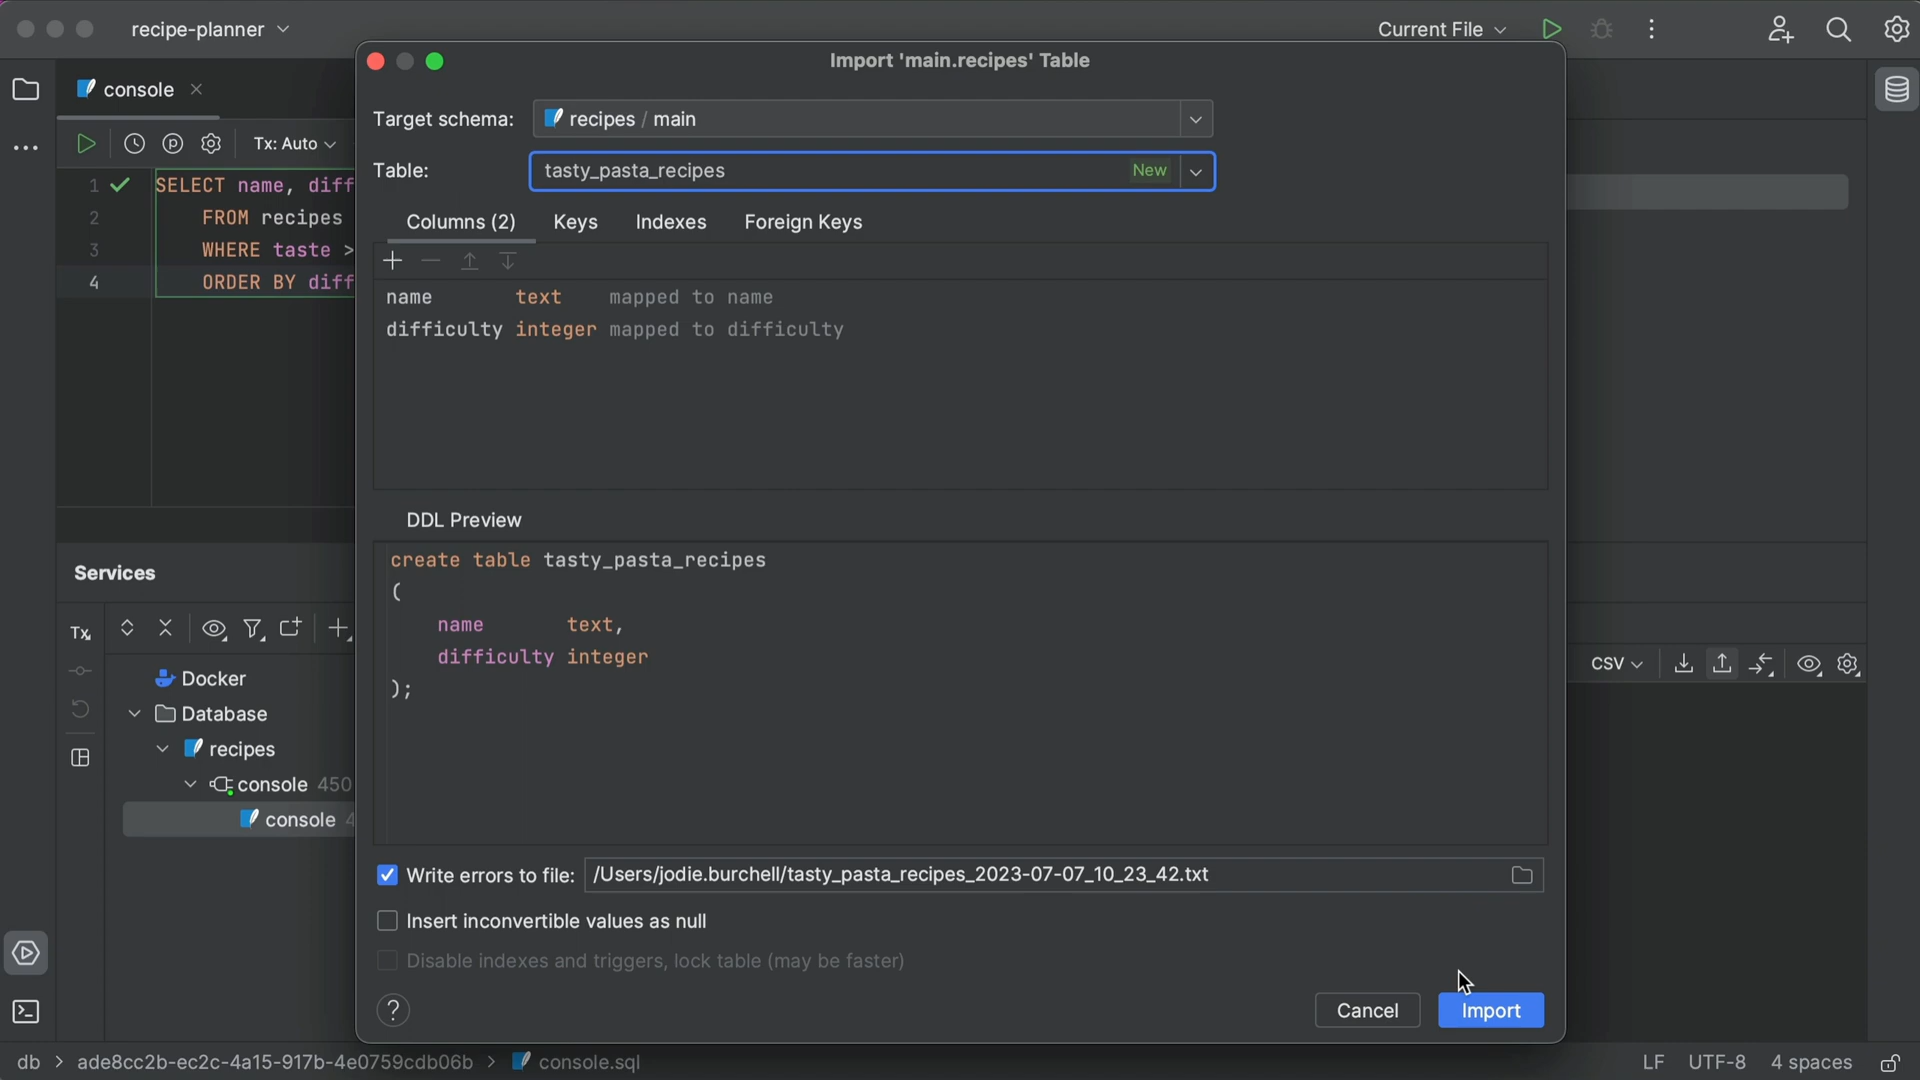 recipe-planner
Current File
Import 'main.recipes' Table
console
Target schema: recipes / main
Tx: Auto
Table: tasty_pasta_recipes New
1 SELECT name, diff
2 FROM recipes
3 WHERE taste >
4 ORDER BY diff
Columns (2) Keys Indexes Foreign Keys
name text mapped to name
difficulty integer mapped to difficulty
DDL Preview
create table tasty_pasta_recipes
(
name text,
difficulty integer
);
Services
Tx
CSV
Docker
Database
recipes
console 450
console 4
Write errors to file: /Users/jodie.burchell/tasty_pasta_recipes_2023-07-07_10_23_42.txt
Insert inconvertible values as null
Disable indexes and triggers, lock table (may be faster)
? Cancel Import
db > ade8cc2b-ec2c-4a15-917b-4e0759cdb06b > console.sql
LF UTF-8 4 spaces